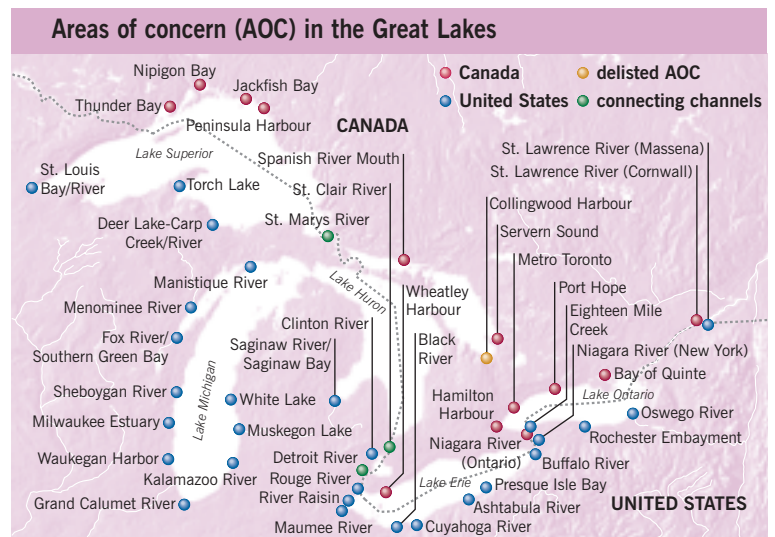 Areas of concern (AOC) in the Great Lakes
Canada
delisted AOC
United States
connecting channels
Nipigon Bay
Jackfish Bay
Thunder Bay
Peninsula Harbour
CANADA
Lake Superior
Spanish River Mouth
St. Lawrence River (Massena)
St. Lawrence River (Cornwall)
St. Louis
Bay/River
Torch Lake
St. Clair River
Collingwood Harbour
Deer Lake-Carp
Creek/River
St. Marys River
Servern Sound
Metro Toronto
Manistique River
Lake Huron
Wheatley
Harbour
Port Hope
Menominee River
Eighteen Mile
Creek
Clinton River
Black
River
Fox River/
Southern Green Bay
Saginaw River/
Saginaw Bay
Niagara River (New York)
Bay of Quinte
Sheboygan River
Lake Michigan
White Lake
Hamilton
Harbour
Lake Ontario
Oswego River
Milwaukee Estuary
Muskegon Lake
Niagara River
(Ontario)
Rochester Embayment
Waukegan Harbor
Kalamazoo River
Detroit River
Buffalo River
Rouge River
Lake Erie
Presque Isle Bay
Grand Calumet River
River Raisin
Ashtabula River
UNITED STATES
Maumee River
Cuyahoga River